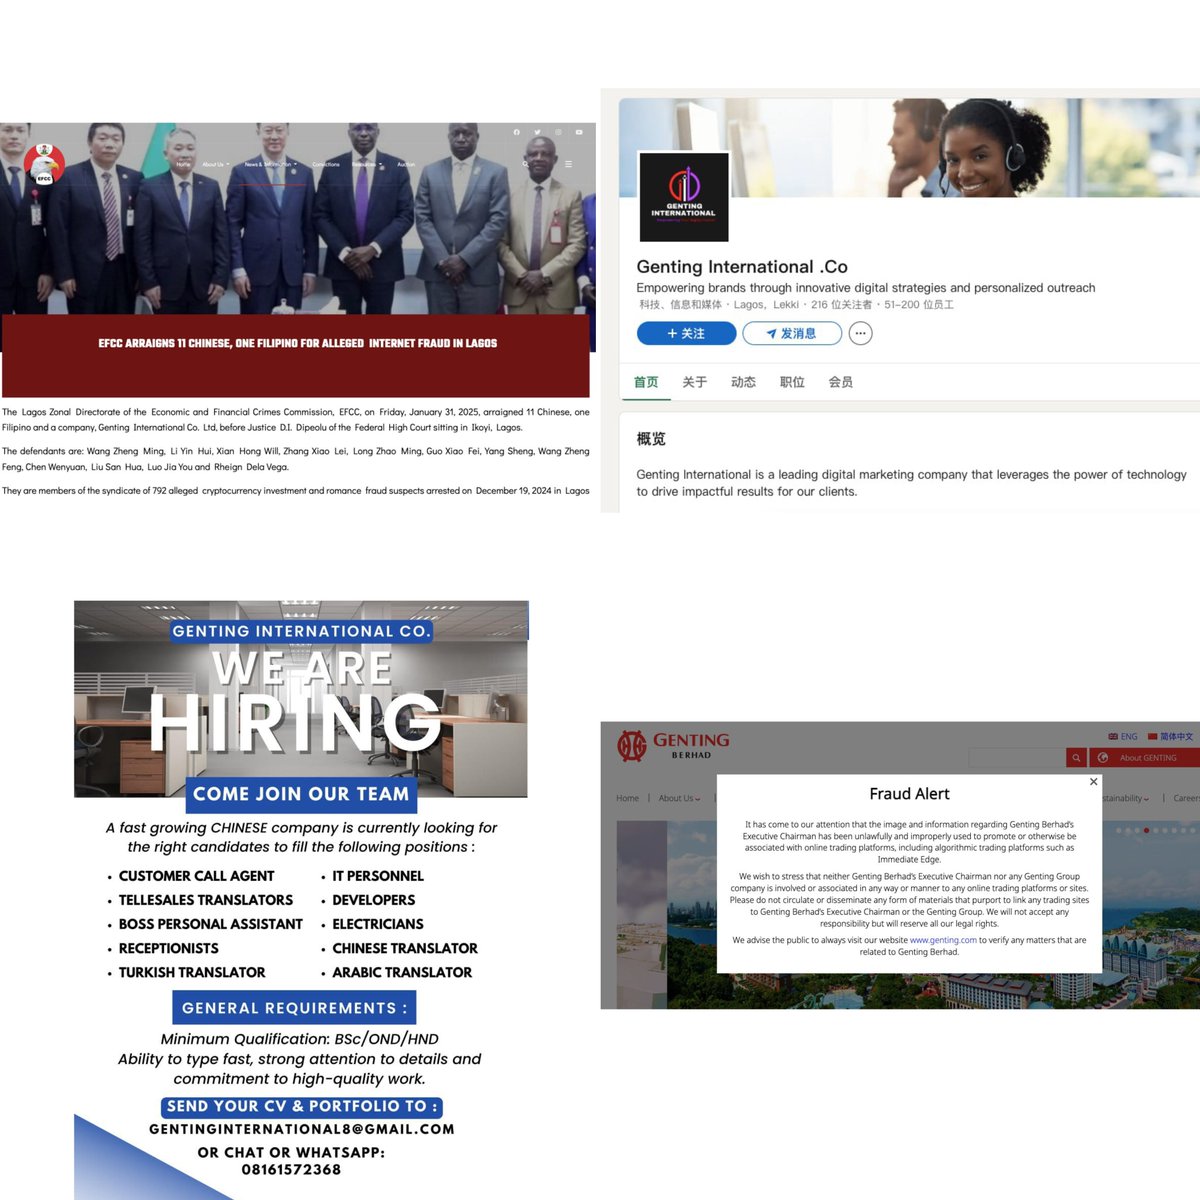 EFCC
Home
About Us
News & Information
Convictions
Resources
Auction
EFCC ARRAIGNS 11 CHINESE, ONE FILIPINO FOR ALLEGED INTERNET FRAUD IN LAGOS
The Lagos Zonal Directorate of the Economic and Financial Crimes Commission, EFCC, on Friday, January 31, 2025, arraigned 11 Chinese, one
Filipino and a company, Genting International Co. Ltd, before Justice D.I. Dipeolu of the Federal High Court sitting in Ikoyi, Lagos.
The defendants are: Wang Zheng Ming, Li Yin Hui, Xian Hong Will, Zhang Xiao Lei, Long Zhao Ming, Guo Xiao Fei, Yang Sheng, Wang Zheng
Feng, Chen Wenyuan, Liu San Hua, Luo Jia You and Rheign Dela Vega.
They are members of the syndicate of 792 alleged cryptocurrency investment and romance fraud suspects arrested on December 19, 2024 in Lagos
GENTING
INTERNATIONAL
Genting International .Co
Empowering brands through innovative digital strategies and personalized outreach
科技、信息和媒体 · Lagos, Lekki · 216 位关注者 · 51-200 位员工
+ 关注
发消息
首页
关于
动态
职位
会员
概览
Genting International is a leading digital marketing company that leverages the power of technology
to drive impactful results for our clients.
GENTING INTERNATIONAL CO.
WE ARE
HIRING
COME JOIN OUR TEAM
A fast growing CHINESE company is currently looking for
the right candidates to fill the following positions :
• CUSTOMER CALL AGENT
• TELLESALES TRANSLATORS
• BOSS PERSONAL ASSISTANT
• RECEPTIONISTS
• TURKISH TRANSLATOR
• IT PERSONNEL
• DEVELOPERS
• ELECTRICIANS
• CHINESE TRANSLATOR
• ARABIC TRANSLATOR
GENERAL REQUIREMENTS :
Minimum Qualification: BSc/OND/HND
Ability to type fast, strong attention to details and
commitment to high-quality work.
SEND YOUR CV & PORTFOLIO TO :
GENTINGINTERNATIONAL8@GMAIL.COM
OR CHAT OR WHATSAPP:
08161572368
GENTING
BERHAD
ENG
简体中文
About GENTING
Home
About Us
stainability
Careers
Fraud Alert
It has come to our attention that the image and information regarding Genting Berhad's
Executive Chairman has been unlawfully and improperly used to promote or otherwise be
associated with online trading platforms, including algorithmic trading platforms such as
Immediate Edge.
We wish to stress that neither Genting Berhad's Executive Chairman nor any Genting Group
company is involved or associated in any way or manner to any online trading platforms or sites.
Please do not circulate or disseminate any form of materials that purport to link any trading sites
to Genting Berhad's Executive Chairman or the Genting Group. We will not accept any
responsibility but will reserve all our legal rights.
We advise the public to always visit our website www.genting.com to verify any matters that are
related to Genting Berhad.